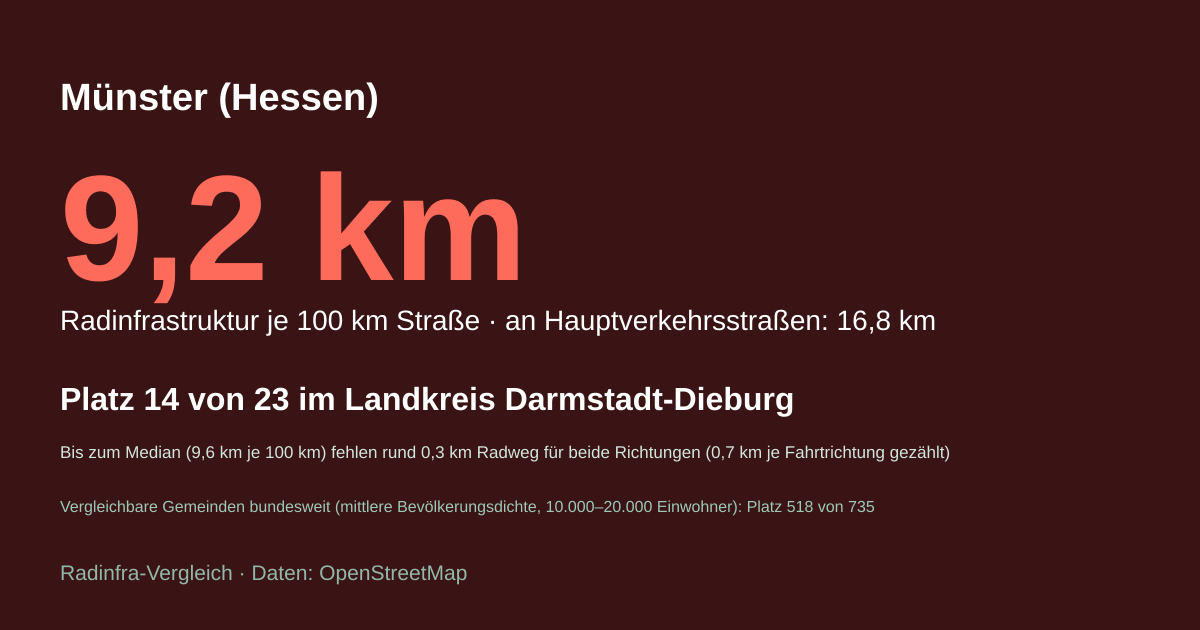 Münster (Hessen)
9,2 km
Radinfrastruktur je 100 km Straße · an Hauptverkehrsstraßen: 16,8 km
Platz 14 von 23 im Landkreis Darmstadt-Dieburg
Bis zum Median (9,6 km je 100 km) fehlen rund 0,3 km Radweg für beide Richtungen (0,7 km je Fahrtrichtung gezählt)
Vergleichbare Gemeinden bundesweit (mittlere Bevölkerungsdichte, 10.000–20.000 Einwohner): Platz 518 von 735
Radinfra-Vergleich · Daten: OpenStreetMap